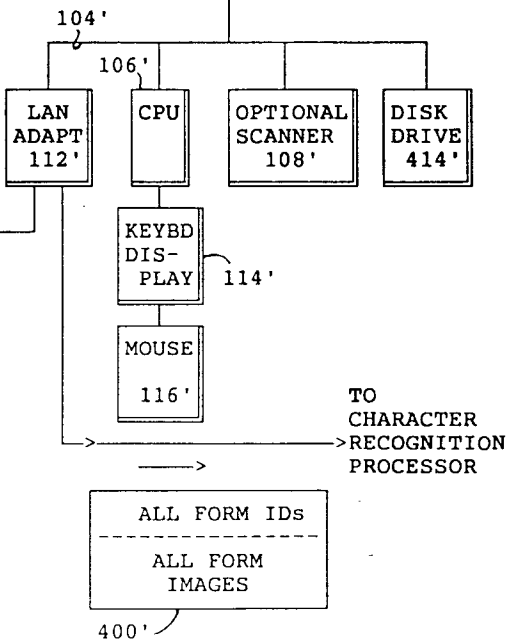 104'
106'
LAN
ADAPT
112'
CPU
OPTIONAL
SCANNER
108'
DISK
DRIVE
414'
KEYBD
DIS-
PLAY
114'
MOUSE
116'
TO
CHARACTER
RECOGNITION
PROCESSOR
ALL FORM IDs
ALL FORM
IMAGES
400'